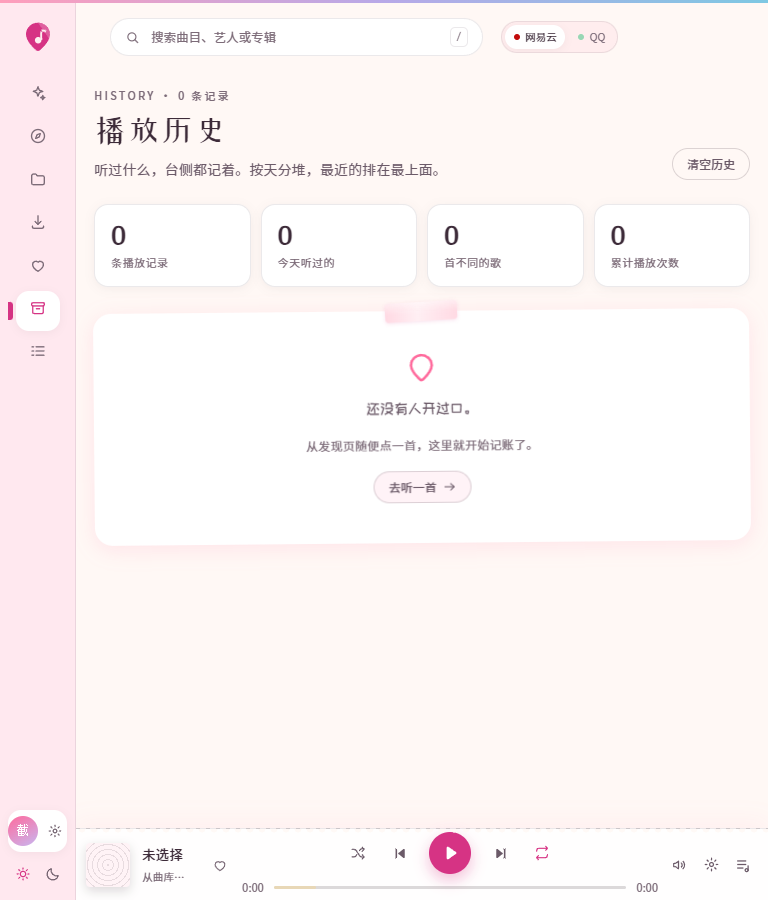 搜索曲目、艺人或专辑
/
网易云
QQ
HISTORY · 0 条记录
播放历史
听过什么，台侧都记着。按天分堆，最近的排在最上面。
清空历史
0
条播放记录
0
今天听过的
0
首不同的歌
0
累计播放次数
还没有人开过口。
从发现页随便点一首，这里就开始记账了。
去听一首
截
未选择
从曲库…
0:00
0:00